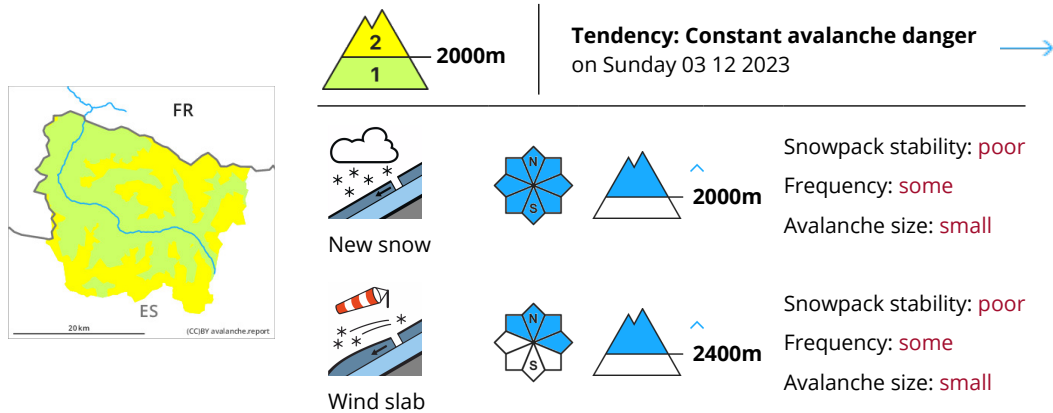 2
1
2000m
Tendency: Constant avalanche danger
on Sunday 03 12 2023
FR
ES
20 km
(CC)BY avalanche.report
N
S
2000m
New snow
Snowpack stability: poor
Frequency: some
Avalanche size: small
N
S
2400m
Wind slab
Snowpack stability: poor
Frequency: some
Avalanche size: small